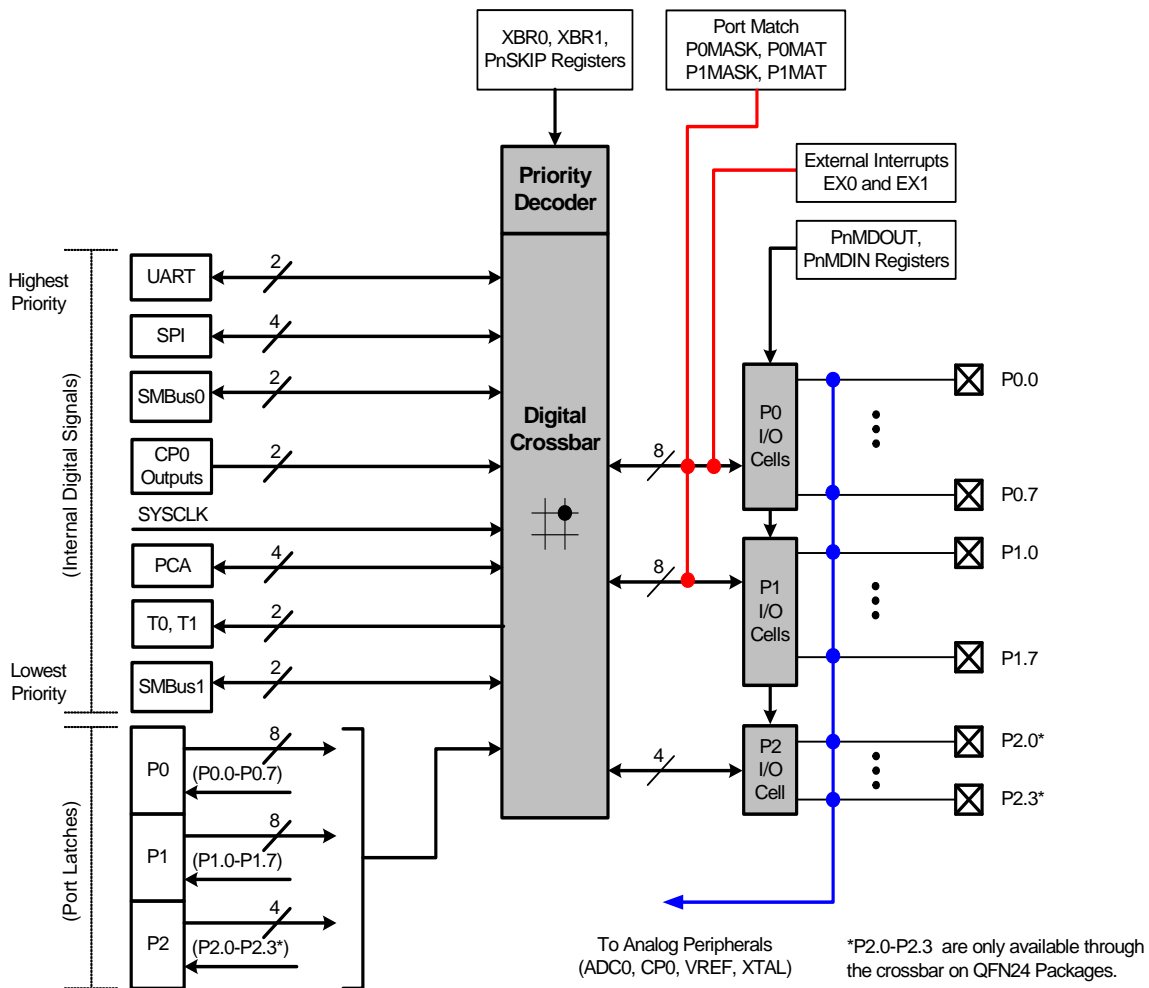 XBR0, XBR1,
PnSKIP Registers
Port Match
P0MASK, P0MAT
P1MASK, P1MAT
External Interrupts
EX0 and EX1
PnMDOUT,
PnMDIN Registers
Priority
Decoder
Digital
Crossbar
Highest
Priority
(Internal Digital Signals)
Lowest
Priority
UART
2
SPI
4
SMBus0
2
CP0
Outputs
2
SYSCLK
PCA
4
T0, T1
2
SMBus1
2
(Port Latches)
P0
8
(P0.0-P0.7)
P1
8
(P1.0-P1.7)
P2
4
(P2.0-P2.3*)
8
8
4
P0
I/O
Cells
P1
I/O
Cells
P2
I/O
Cell
P0.0
P0.7
P1.0
P1.7
P2.0*
P2.3*
To Analog Peripherals
(ADC0, CP0, VREF, XTAL)
*P2.0-P2.3 are only available through
the crossbar on QFN24 Packages.